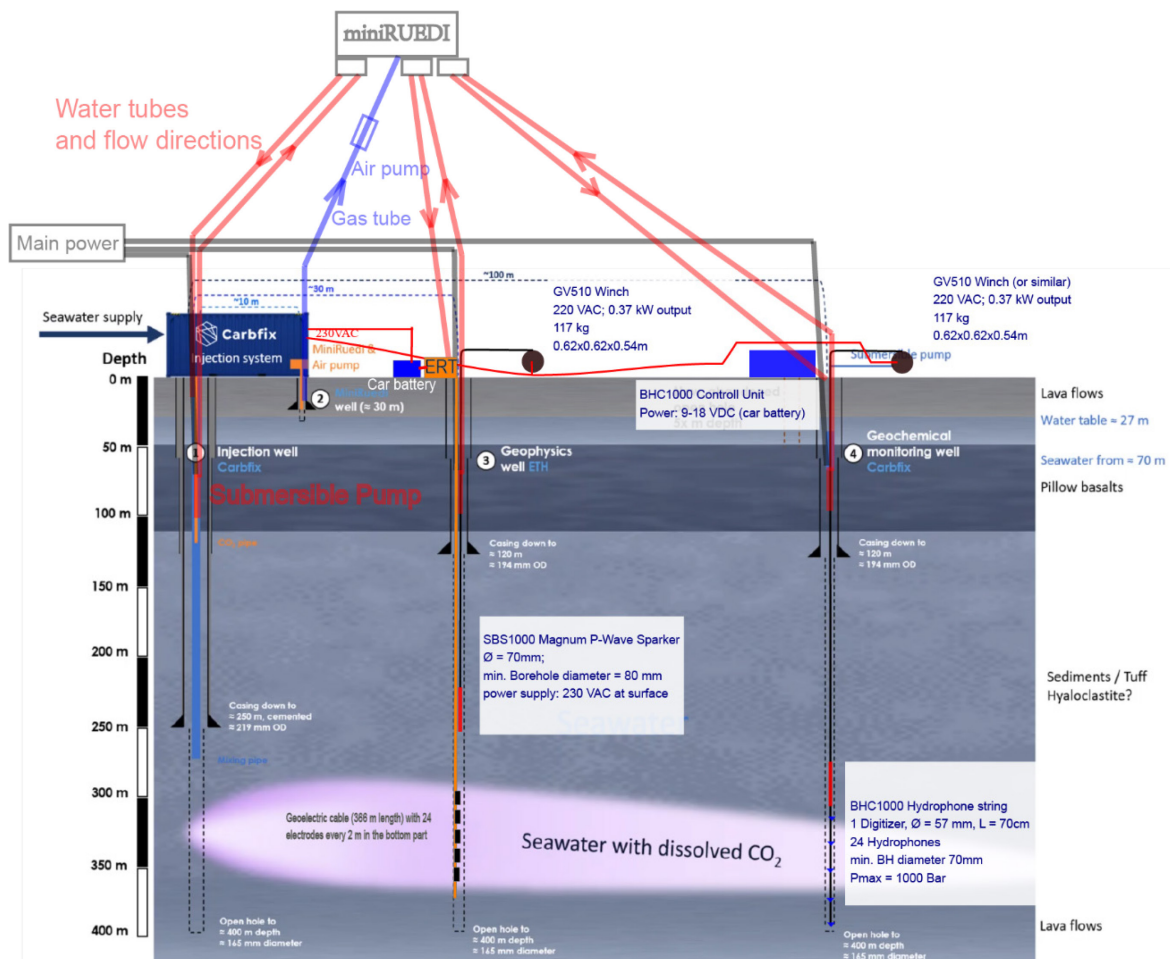 miniRUEDI
Water tubes
and flow directions
Air pump
Gas tube
Main power
~100 m
~30 m
~10 m
GV510 Winch
220 VAC; 0.37 kW output
117 kg
0.62x0.62x0.54m
GV510 Winch (or similar)
220 VAC; 0.37 kW output
117 kg
0.62x0.62x0.54m
Seawater supply
Carbfix
Injection system
230VAC
MiniRuedi &
Air pump
ERT
Car battery
Submersible pump
Depth
0 m
50 m
100 m
150 m
200 m
250 m
300 m
350 m
400 m
2
well (≈ 30 m)
BHC1000 Controll Unit
Power: 9-18 VDC (car battery)
m depth
Lava flows
Water table ≈ 27 m
Seawater from ≈ 70 m
Pillow basalts
Sediments / Tuff
Hyaloclastite?
Lava flows
1
Injection well
Carbfix
3
Geophysics
well ETH
4
Geochemical
monitoring well
Carbfix
Submersible Pump
Casing down to
≈ 120 m
≈ 194 mm OD
Casing down to
≈ 120 m
≈ 194 mm OD
SBS1000 Magnum P-Wave Sparker
Ø = 70mm;
min. Borehole diameter = 80 mm
power supply: 230 VAC at surface
Seawater
Casing down to
≈ 250 m, cemented
≈ 219 mm OD
Mixing pipe
Geoelectric cable (366 m length) with 24
electrodes every 2 m in the bottom part
Seawater with dissolved CO₂
BHC1000 Hydrophone string
1 Digitizer, Ø = 57 mm, L = 70cm
24 Hydrophones
min. BH diameter 70mm
Pmax = 1000 Bar
Open hole to
≈ 400 m depth
≈ 165 mm diameter
Open hole to
≈ 400 m depth
≈ 165 mm diameter
Open hole to
≈ 400 m depth
≈ 165 mm diameter